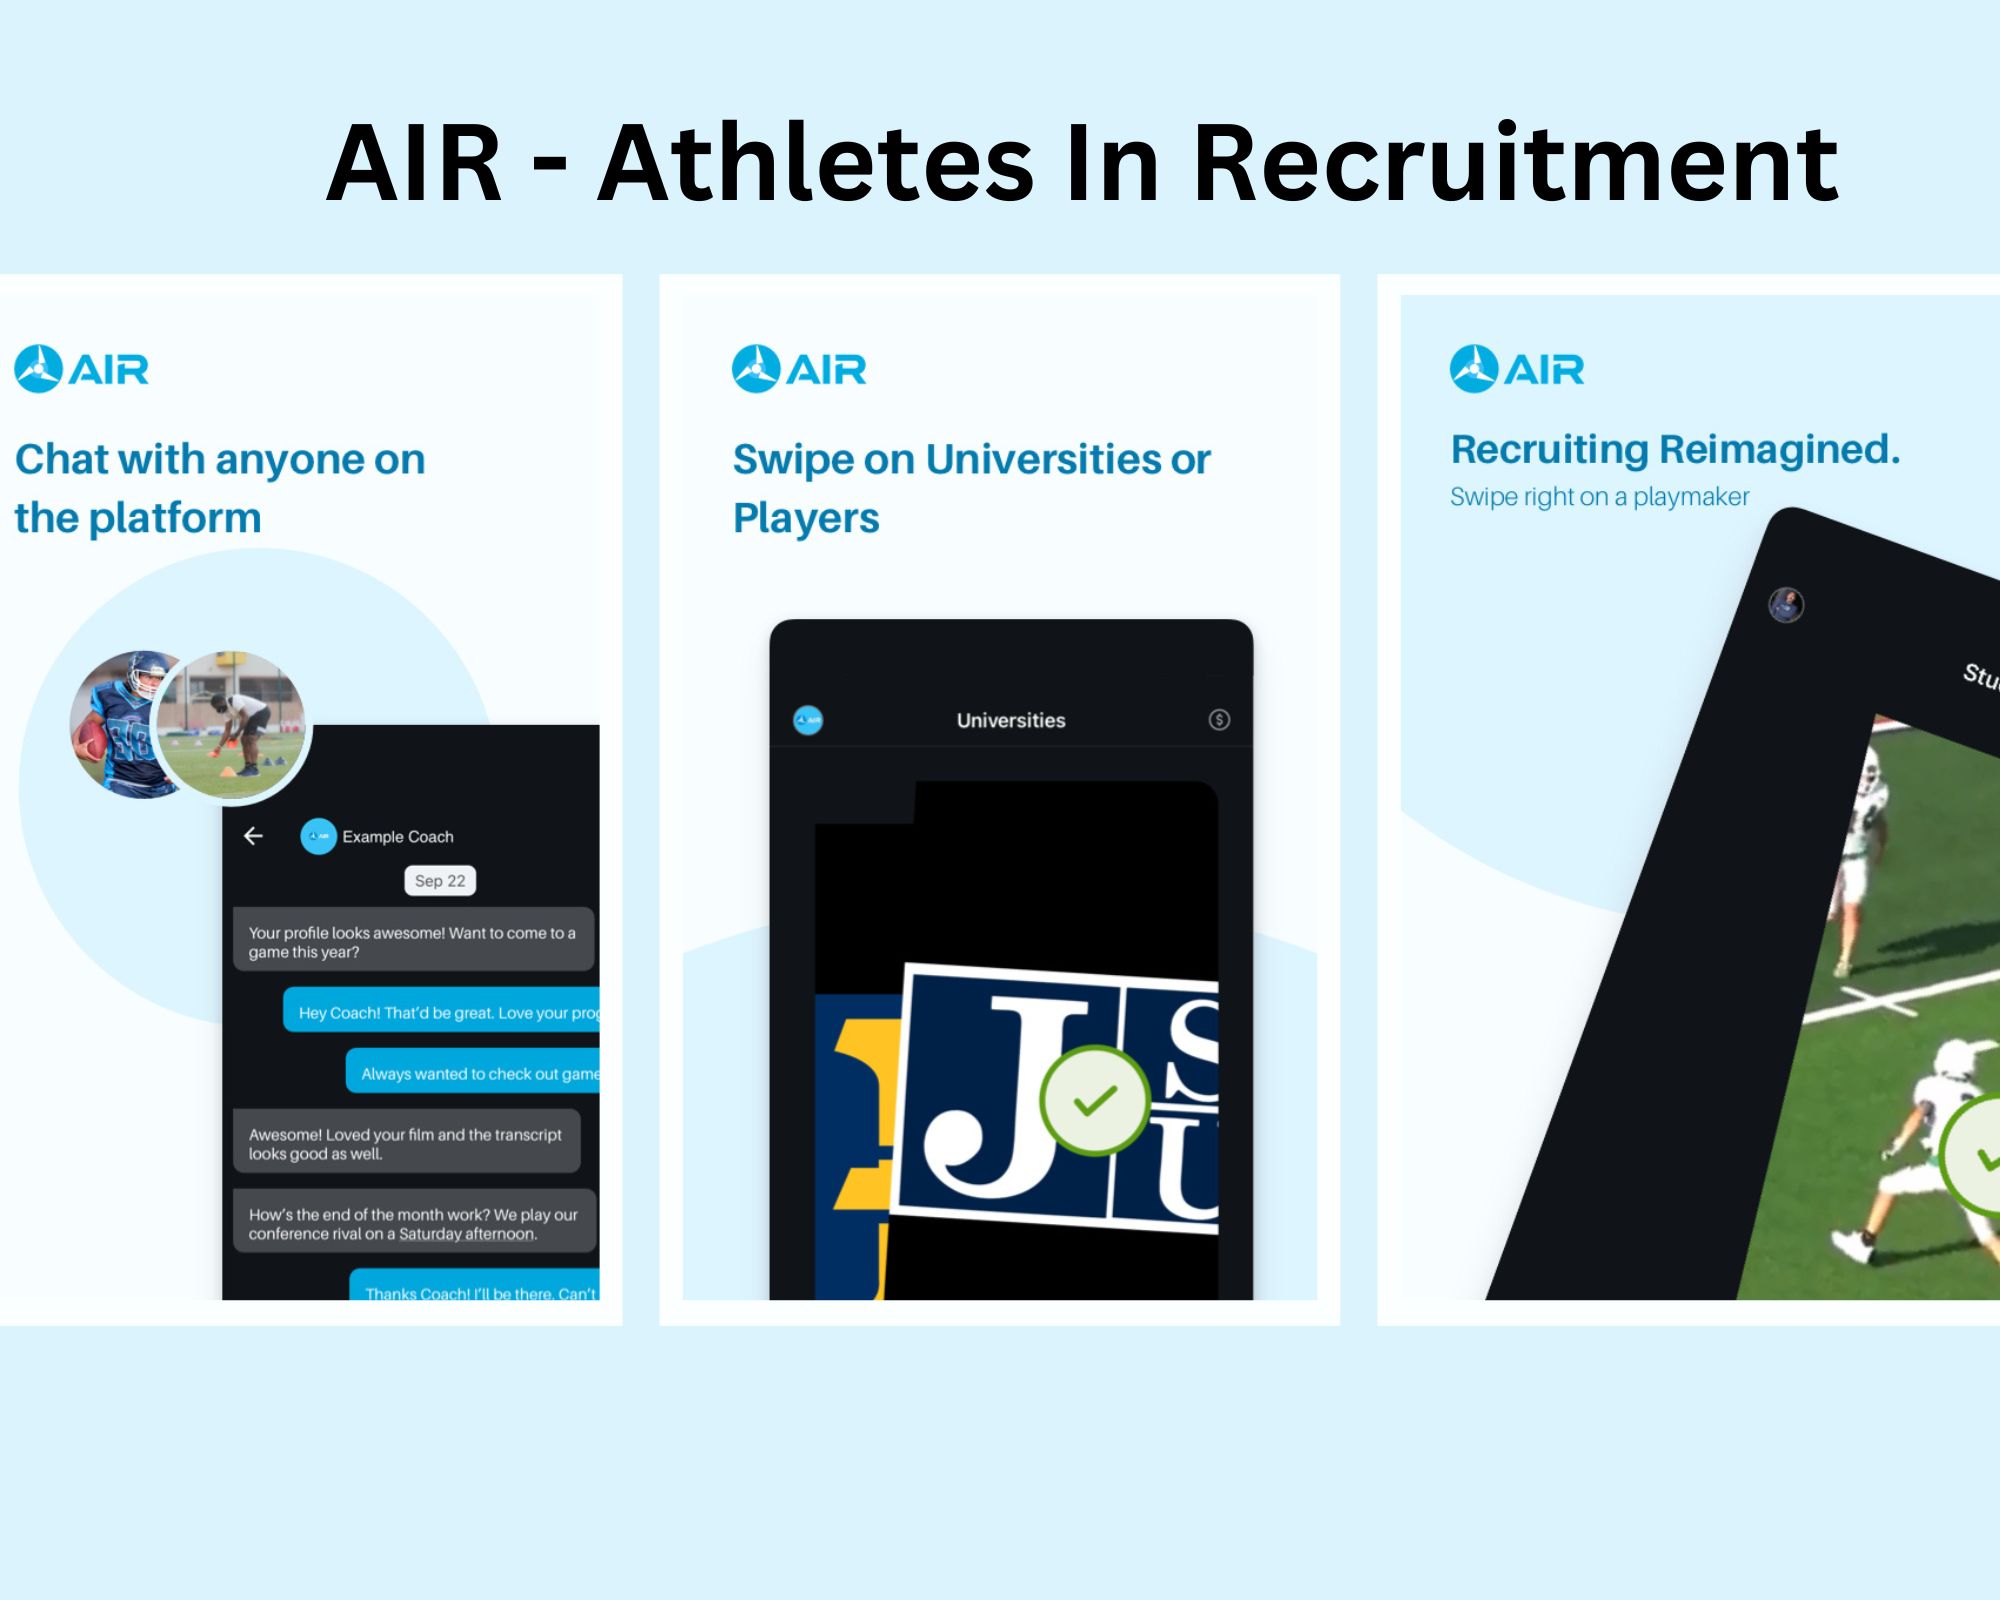 AIR - Athletes In Recruitment
AIR
Chat with anyone on
the platform
Example Coach
Sep 22
Your profile looks awesome! Want to come to a
game this year?
Hey Coach! That'd be great. Love your prog
Always wanted to check out game
Awesome! Loved your film and the transcript
looks good as well.
How's the end of the month work? We play our
conference rival on a Saturday afternoon.
Thanks Coach! I'll be there. Can't
AIR
Swipe on Universities or
Players
Universities
J
S
U
AIR
Recruiting Reimagined.
Swipe right on a playmaker
Stu